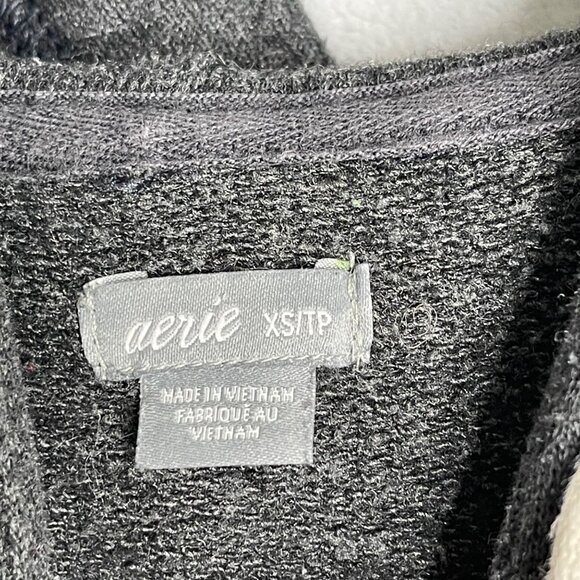 aerie XS/TP
MADE IN VIETNAM
FABRIQUÉ AU
VIETNAM